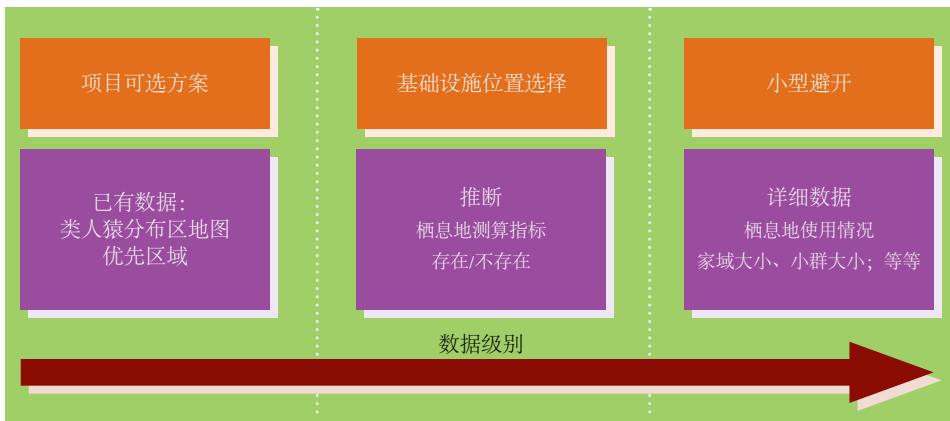 项目可选方案
基础设施位置选择
小型避开
已有数据：
类人猿分布区地图
优先区域
推断
栖息地测算指标
存在/不存在
详细数据
栖息地使用情况
家域大小、小群大小；等等
数据级别